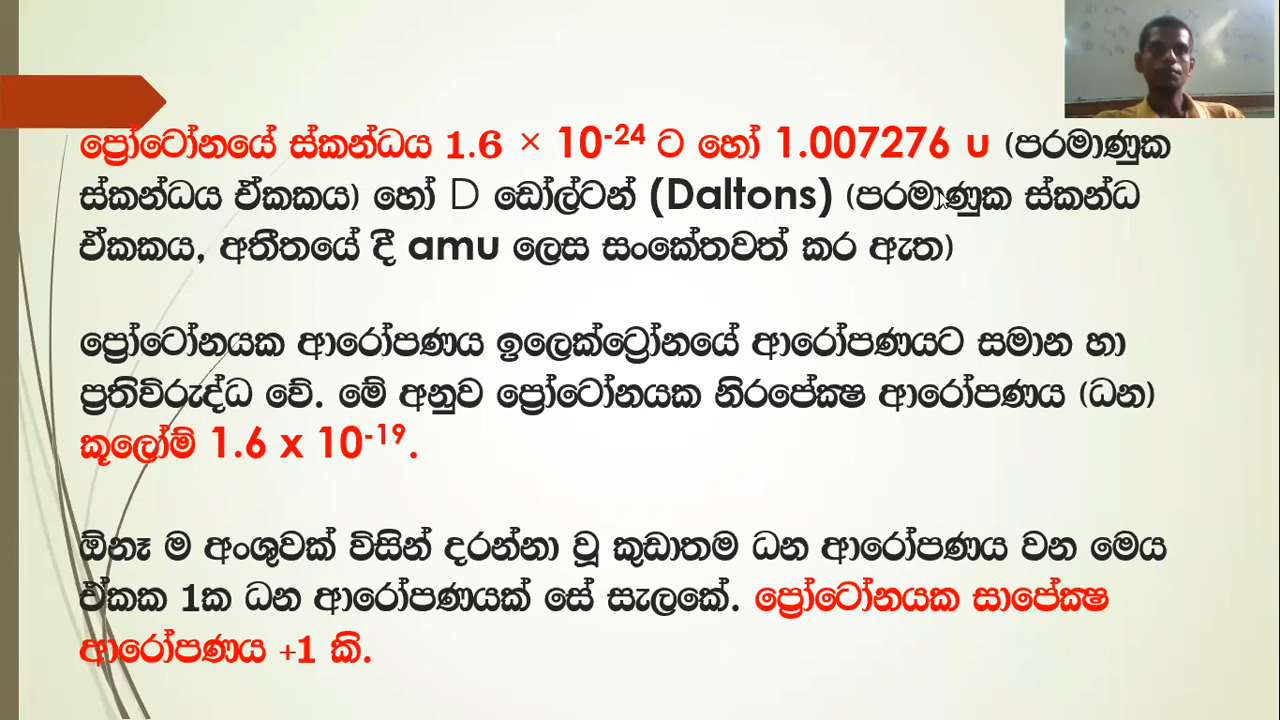 ප්‍රෝටෝනයේ ස්කන්ධය 1.6 × 10-24 ට හෝ 1.007276 u (පරමාණුක
ස්කන්ධය ඒකකය) හෝ D ඩෝල්ටන් (Daltons) (පරමාණුක ස්කන්ධ
ඒකකය, අතීතයේ දී amu ලෙස සංකේතවත් කර ඇත)
ප්‍රෝටෝනයක ආරෝපණය ඉලෙක්ට්‍රෝනයේ ආරෝපණයට සමාන හා
ප්‍රතිවිරුද්ධ වේ. මේ අනුව ප්‍රෝටෝනයක නිරපේක්‍ෂ ආරෝපණය (ධන)
කූලෝම් 1.6 x 10-19.
ඕනෑ ම අංශුවක් විසින් දරන්නා වූ කුඩාතම ධන ආරෝපණය වන මෙය
ඒකක 1ක ධන ආරෝපණයක් සේ සැලකේ. ප්‍රෝටෝනයක සාපේක්‍ෂ
ආරෝපණය +1 කි.